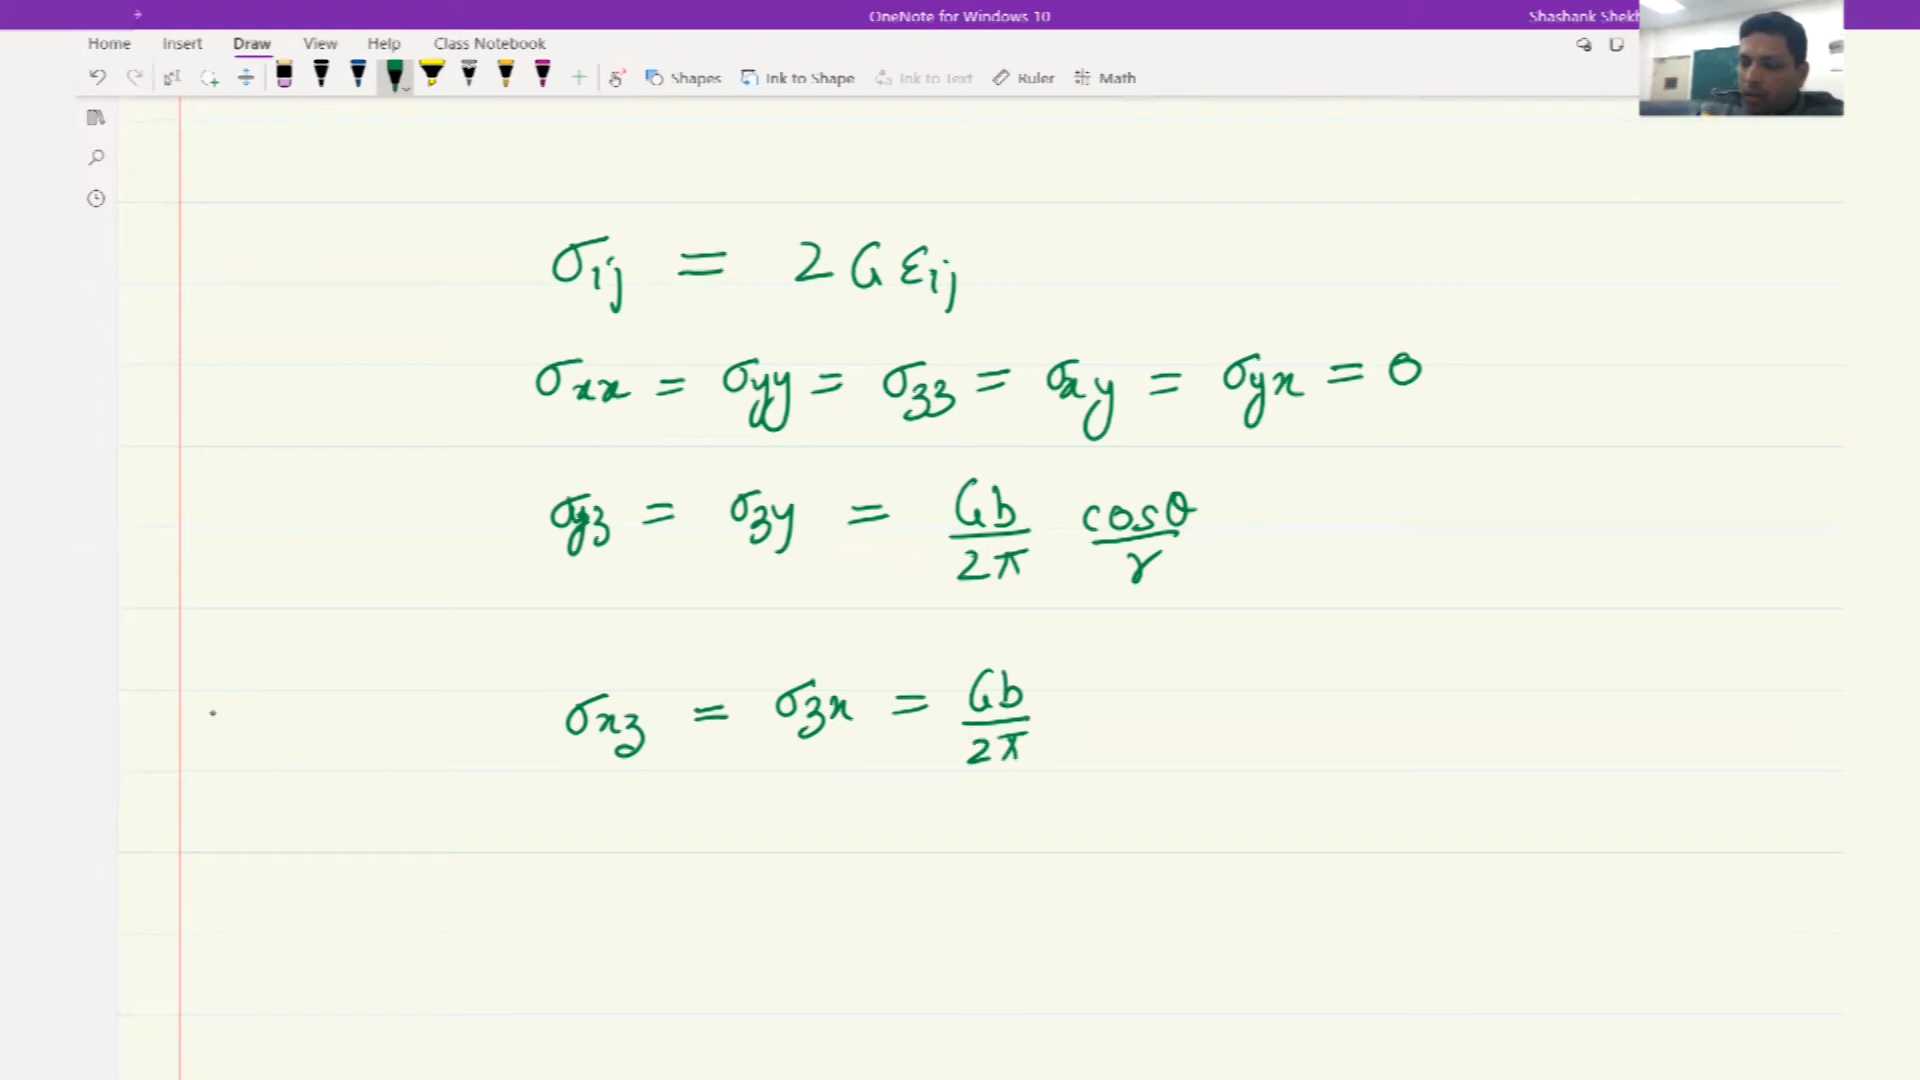 OneNote for Windows 10
Shashank Shekh
Home Insert Draw View Help Class Notebook
Shapes Ink to Shape Ink to Text Ruler Math
σij = 2 G εij
σxx = σyy = σzz = σxy = σyx = 0
σyz = σzy = Gb/2π cosθ/r
σxz = σzx = Gb/2π